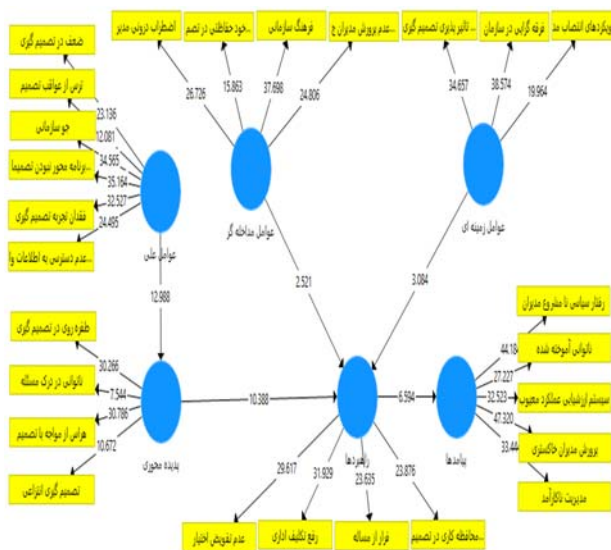 ضعف در تصمیم گیری
ترس از عواقب تصمیم
جو سازمانی
برنامه محور نبودن تصمیما...
فقدان تجربه تصمیم گیری
عدم دسترسی به اطلاعات وا...
23.136
12.081
34.565
35.164
32.527
24.495
عوامل علی
12.988
اضطراب درونی مدیر
خود حفاظتی در تصم...
فرهنگ سازمانی
عدم پرورش مدیران ج...
26.726
15.863
37.698
24.806
عوامل مداخله گر
2.521
تاثیر پذیری تصمیم گیری ...
فرقه گرایی در سازمان
رویکردهای انتصاب مد...
34.657
38.574
19.964
عوامل زمینه ای
3.084
طفره روی در تصمیم گیری
ناتوانی در درک مسئله
هراس از مواجه با تصمیم
تصمیم گیری انتزاعی
30.266
7.544
30.786
10.672
پدیده محوری
10.388
راهبردها
6.594
29.617
31.929
23.635
23.876
عدم تفویض اختیار
رفع تکلیف اداری
فرار از مساله
محافظه کاری در تصمیم...
پیامدها
44.184
27.227
32.523
47.320
33.44
رفتار سیاسی نا مشروع مدیران
ناتوانی آموخته شده
سیستم ارزشیابی عملکرد معیوب
پرورش مدیران خاکستری
مدیریت ناکارآمد